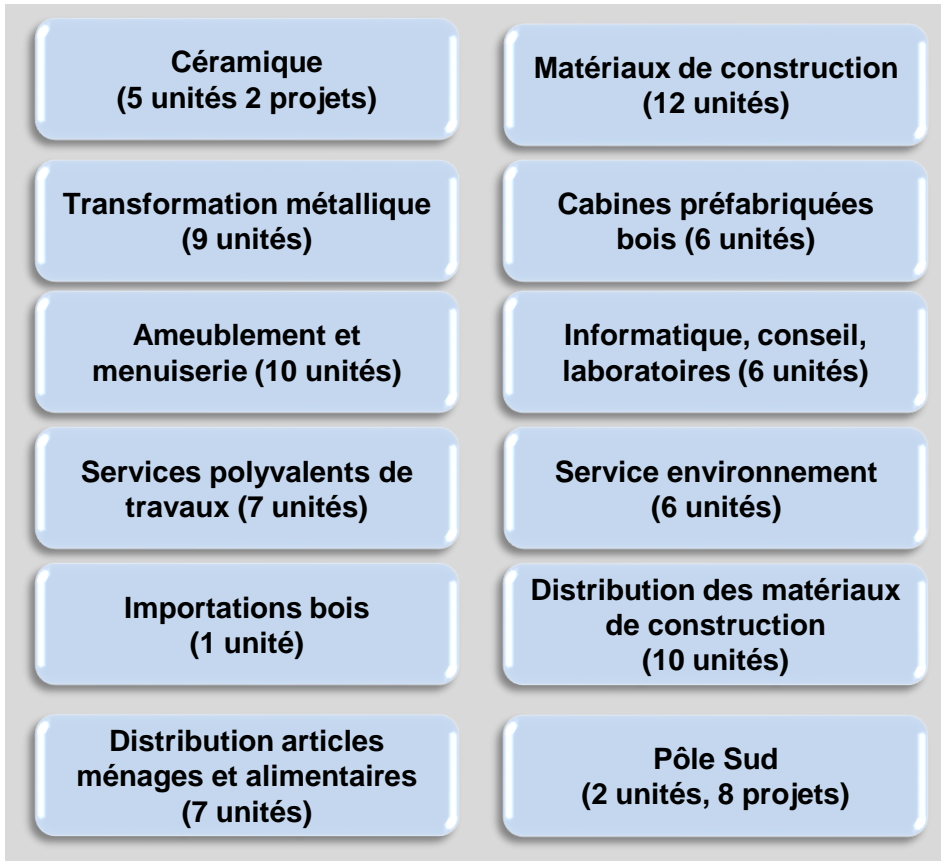 Céramique
(5 unités 2 projets)
Matériaux de construction
(12 unités)
Transformation métallique
(9 unités)
Cabines préfabriquées
bois (6 unités)
Ameublement et
menuiserie (10 unités)
Informatique, conseil,
laboratoires (6 unités)
Services polyvalents de
travaux (7 unités)
Service environnement
(6 unités)
Importations bois
(1 unité)
Distribution des matériaux
de construction
(10 unités)
Distribution articles
ménages et alimentaires
(7 unités)
Pôle Sud
(2 unités, 8 projets)